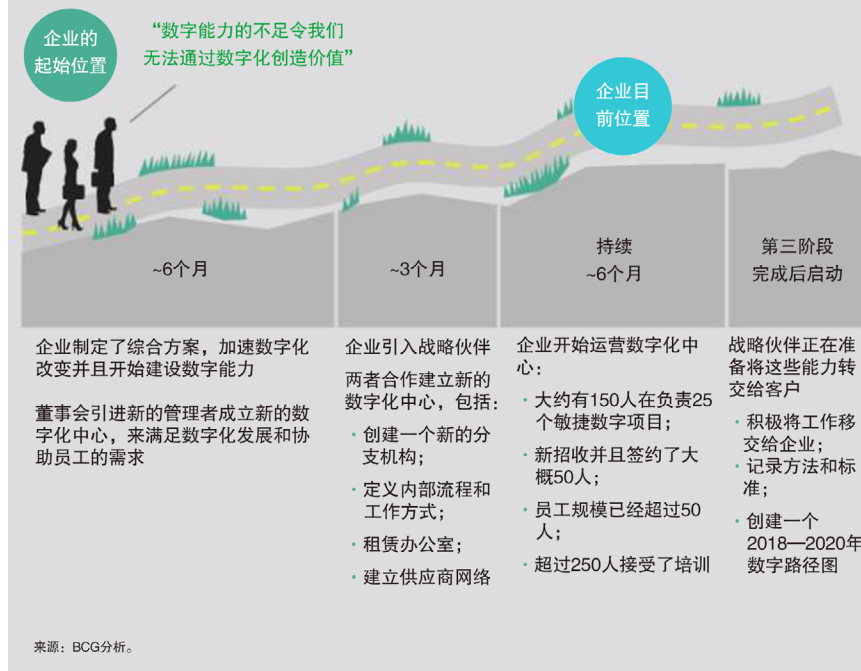 企业的
起始位置
“数字能力的不足令我们
无法通过数字化创造价值”
企业目
前位置
~6个月
~3个月
持续
~6个月
第三阶段
完成后启动
企业制定了综合方案，加速数字化
改变并且开始建设数字能力
董事会引进新的管理者成立新的数
字化中心，来满足数字化发展和协
助员工的需求
企业引入战略伙伴
两者合作建立新的
数字化中心，包括：
· 创建一个新的分
支机构；
· 定义内部流程和
工作方式；
· 租赁办公室；
· 建立供应商网络
企业开始运营数字化中
心：
· 大约有150人在负责25
个敏捷数字项目；
· 新招收并且签约了大
概50人；
· 员工规模已经超过50
人；
· 超过250人接受了培训
战略伙伴正在准
备将这些能力转
交给客户
· 积极将工作移
交给企业；
· 记录方法和标
准；
· 创建一个
2018—2020年
数字路径图
来源：BCG分析。